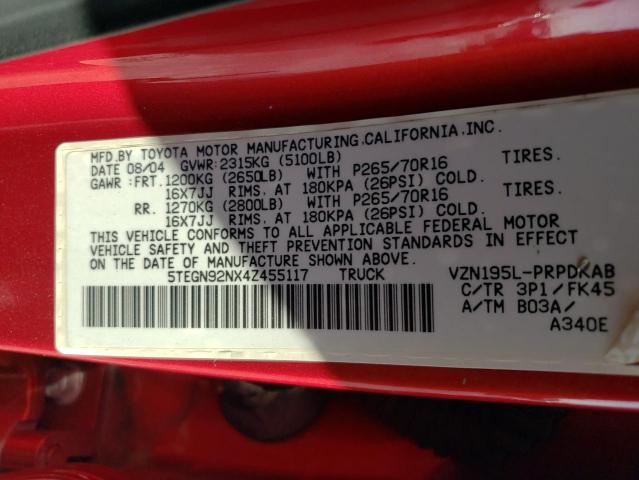 MFD.BY TOYOTA MOTOR MANUFACTURING,CALIFORNIA,INC.
DATE 08/04 GVWR:2315KG (5100LB)
GAWR :FRT.1200KG (2650LB) WITH P265/70R16 TIRES.
16X7JJ RIMS, AT 180KPA (26PSI) COLD.
RR. 1270KG (2800LB) WITH P265/70R16 TIRES.
16X7JJ RIMS, AT 180KPA (26PSI) COLD.
THIS VEHICLE CONFORMS TO ALL APPLICABLE FEDERAL MOTOR
VEHICLE SAFETY AND THEFT PREVENTION STANDARDS IN EFFECT
ON THE DATE OF MANUFACTURE SHOWN ABOVE.
5TEGN92NX4Z455117 TRUCK VZN195L-PRPDKAB
C/TR 3P1/FK45
A/TM B03A/
A340E